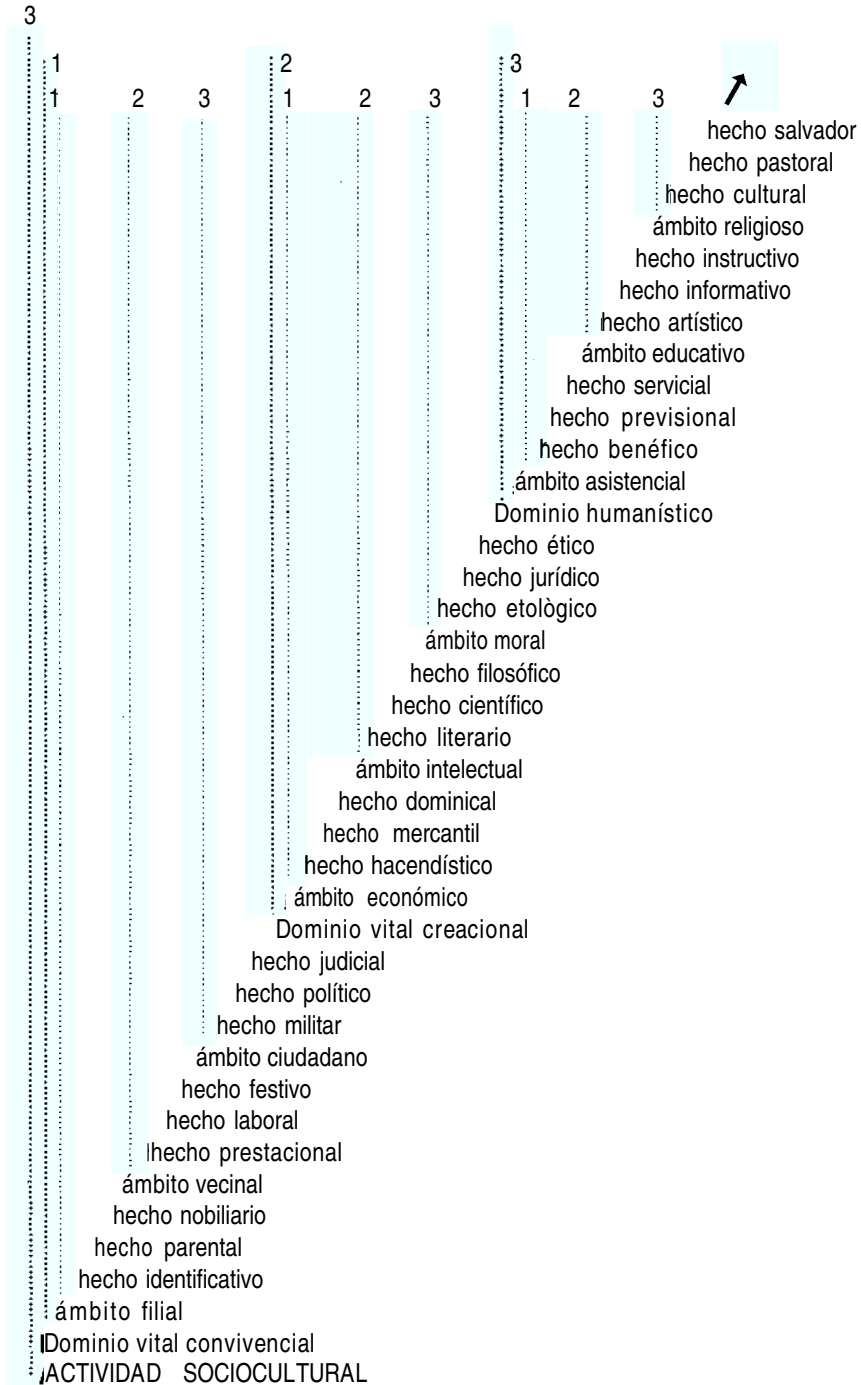 3
1 2 3
1 2 3 1 2 3 1 2 3
hecho salvador
hecho pastoral
hecho cultural
ámbito religioso
hecho instructivo
hecho informativo
hecho artístico
ámbito educativo
hecho servicial
hecho previsional
hecho benéfico
ámbito asistencial
Dominio humanístico
hecho ético
hecho jurídico
hecho etològico
ámbito moral
hecho filosófico
hecho científico
hecho literario
ámbito intelectual
hecho dominical
hecho mercantil
hecho hacendístico
ámbito económico
Dominio vital creacional
hecho judicial
hecho político
hecho militar
ámbito ciudadano
hecho festivo
hecho laboral
hecho prestacional
ámbito vecinal
hecho nobiliario
hecho parental
hecho identificativo
ámbito filial
Dominio vital convivencial
ACTIVIDAD SOCIOCULTURAL